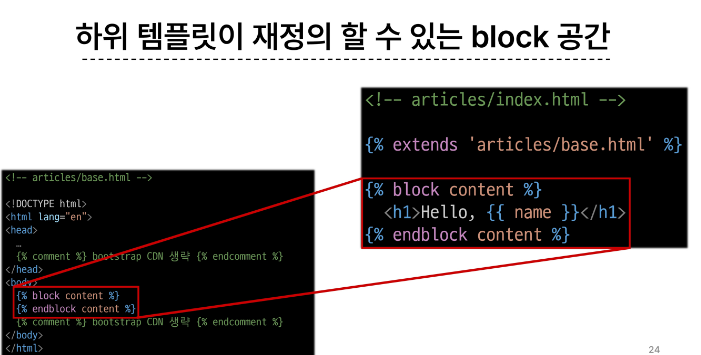 하위 템플릿이 재정의 할 수 있는 block 공간
<!-- articles/index.html -->
{% extends 'articles/base.html' %}
{% block content %}
<h1>Hello, {{ name }}</h1>
{% endblock content %}
<!-- articles/base.html -->
<!DOCTYPE html>
<html lang="en">
<head>
…
{% comment %} bootstrap CDN 생략 {% endcomment %}
</head>
<body>
{% block content %}
{% endblock content %}
{% comment %} bootstrap CDN 생략 {% endcomment %}
</body>
</html>
24